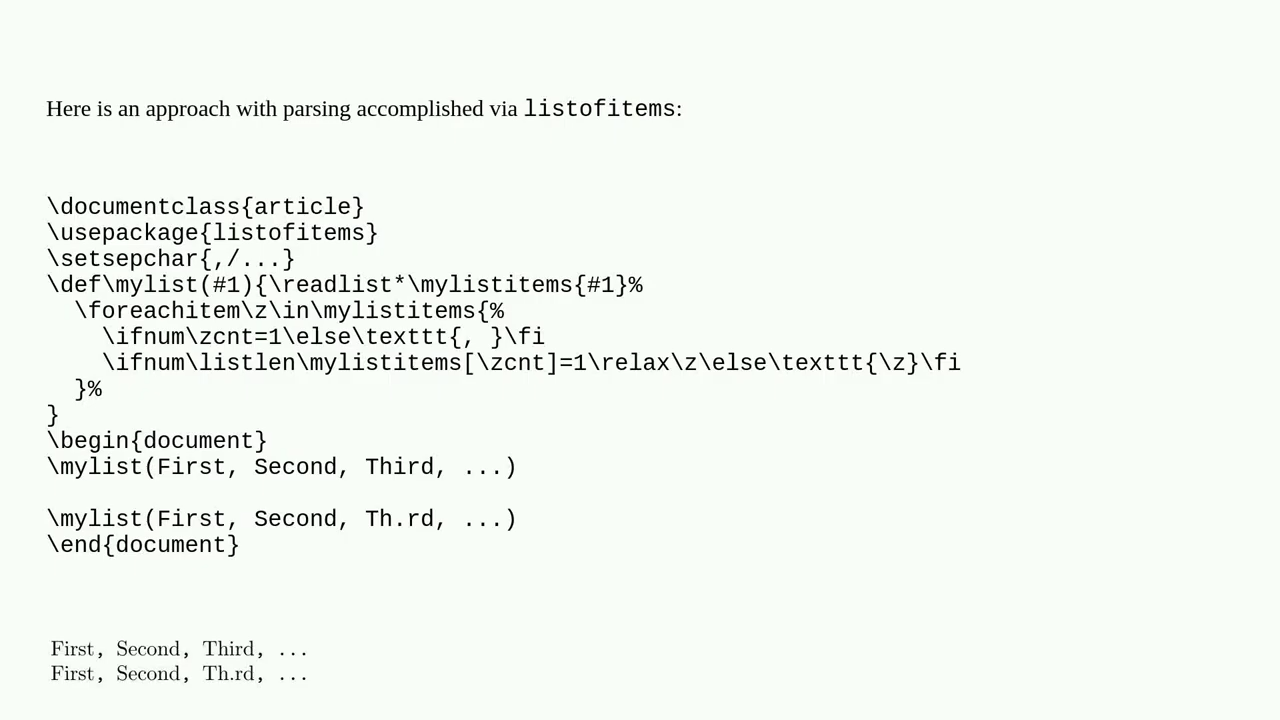 Here is an approach with parsing accomplished via listofitems:
\documentclass{article}
\usepackage{listofitems}
\setsepchar{,/...}
\def\mylist(#1){\readlist*\mylistitems{#1}%
  \foreachitem\z\in\mylistitems{%
    \ifnum\zcnt=1\else\texttt{, }\fi
    \ifnum\listlen\mylistitems[\zcnt]=1\relax\z\else\texttt{\z}\fi
  }%
}
\begin{document}
\mylist(First, Second, Third, ...)
\mylist(First, Second, Th.rd, ...)
\end{document}
First, Second, Third, ...
First, Second, Th.rd, ...